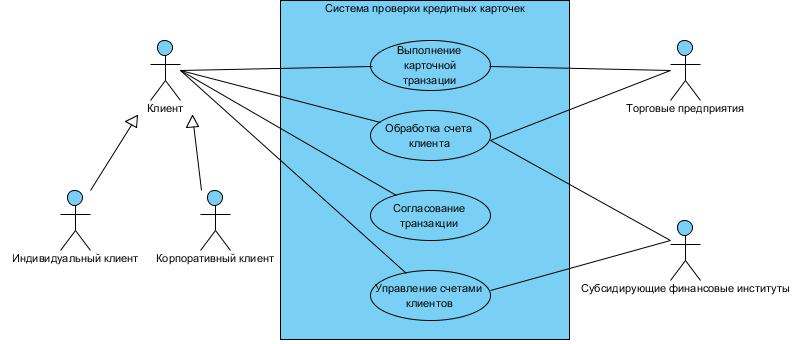 Система проверки кредитных карточек
Выполнение
карточной
транзации
Клиент
Торговые предприятия
Обработка счета
клиента
Согласование
транзакции
Индивидуальный клиент
Корпоративный клиент
Управление счетами
клиентов
Субсидирующие финансовые институты